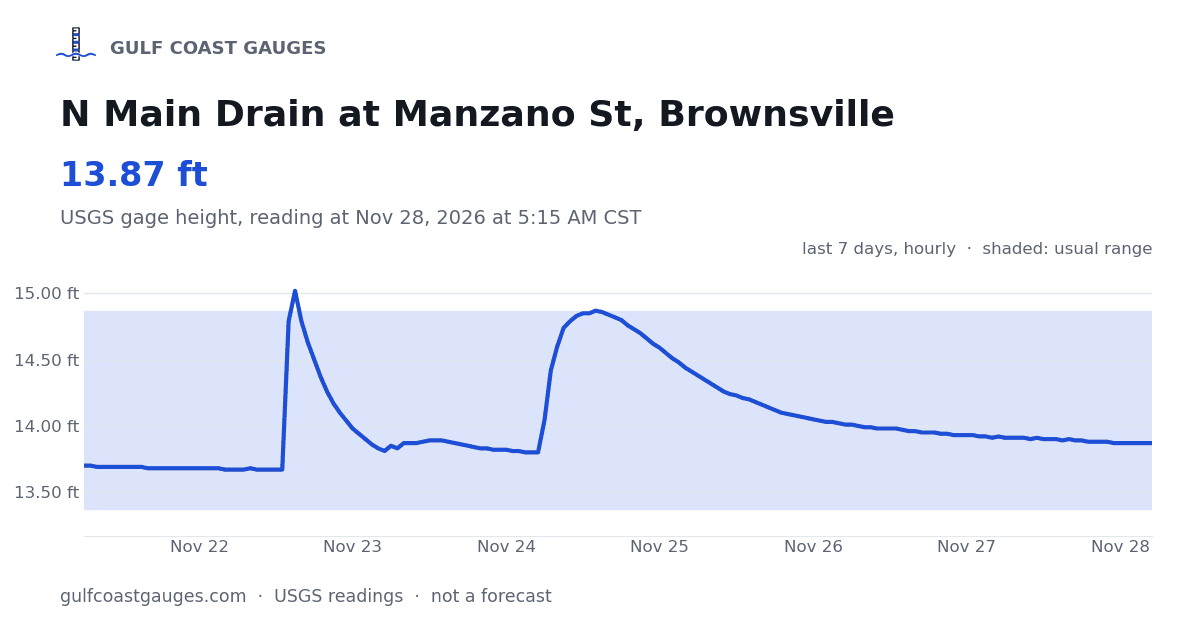 GULF COAST GAUGES
N Main Drain at Manzano St, Brownsville
13.87 ft
USGS gage height, reading at Nov 28, 2026 at 5:15 AM CST
last 7 days, hourly · shaded: usual range
15.00 ft
14.50 ft
14.00 ft
13.50 ft
Nov 22 Nov 23 Nov 24 Nov 25 Nov 26 Nov 27 Nov 28
gulfcoastgauges.com · USGS readings · not a forecast